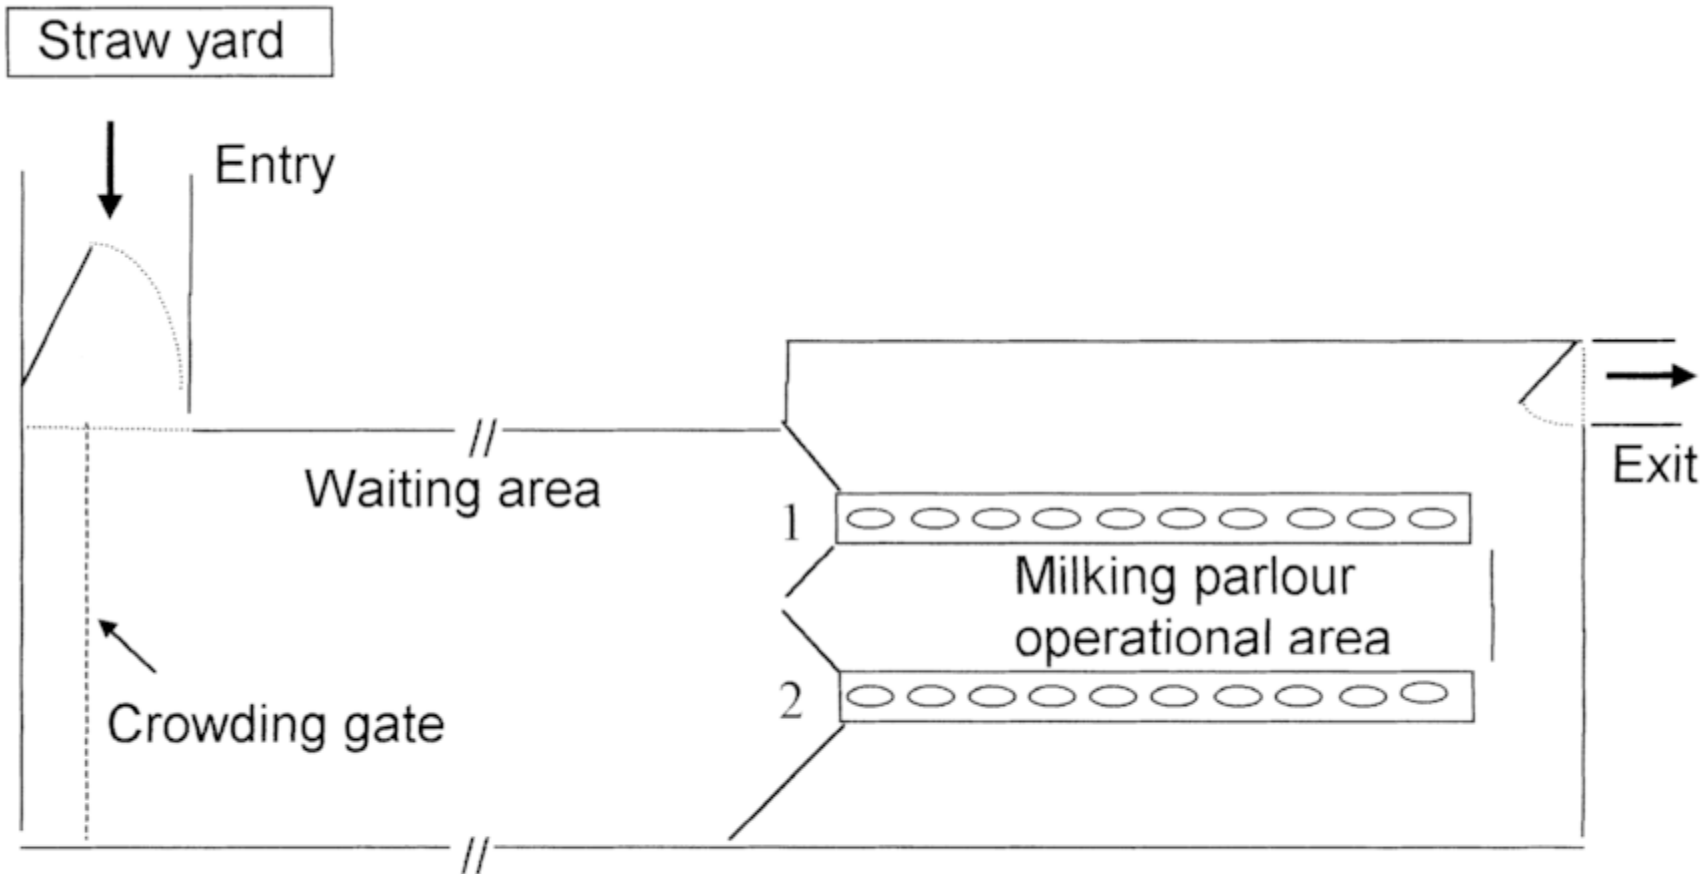 Straw yard
Entry
Waiting area
Exit
1
Milking parlour
operational area
2
Crowding gate